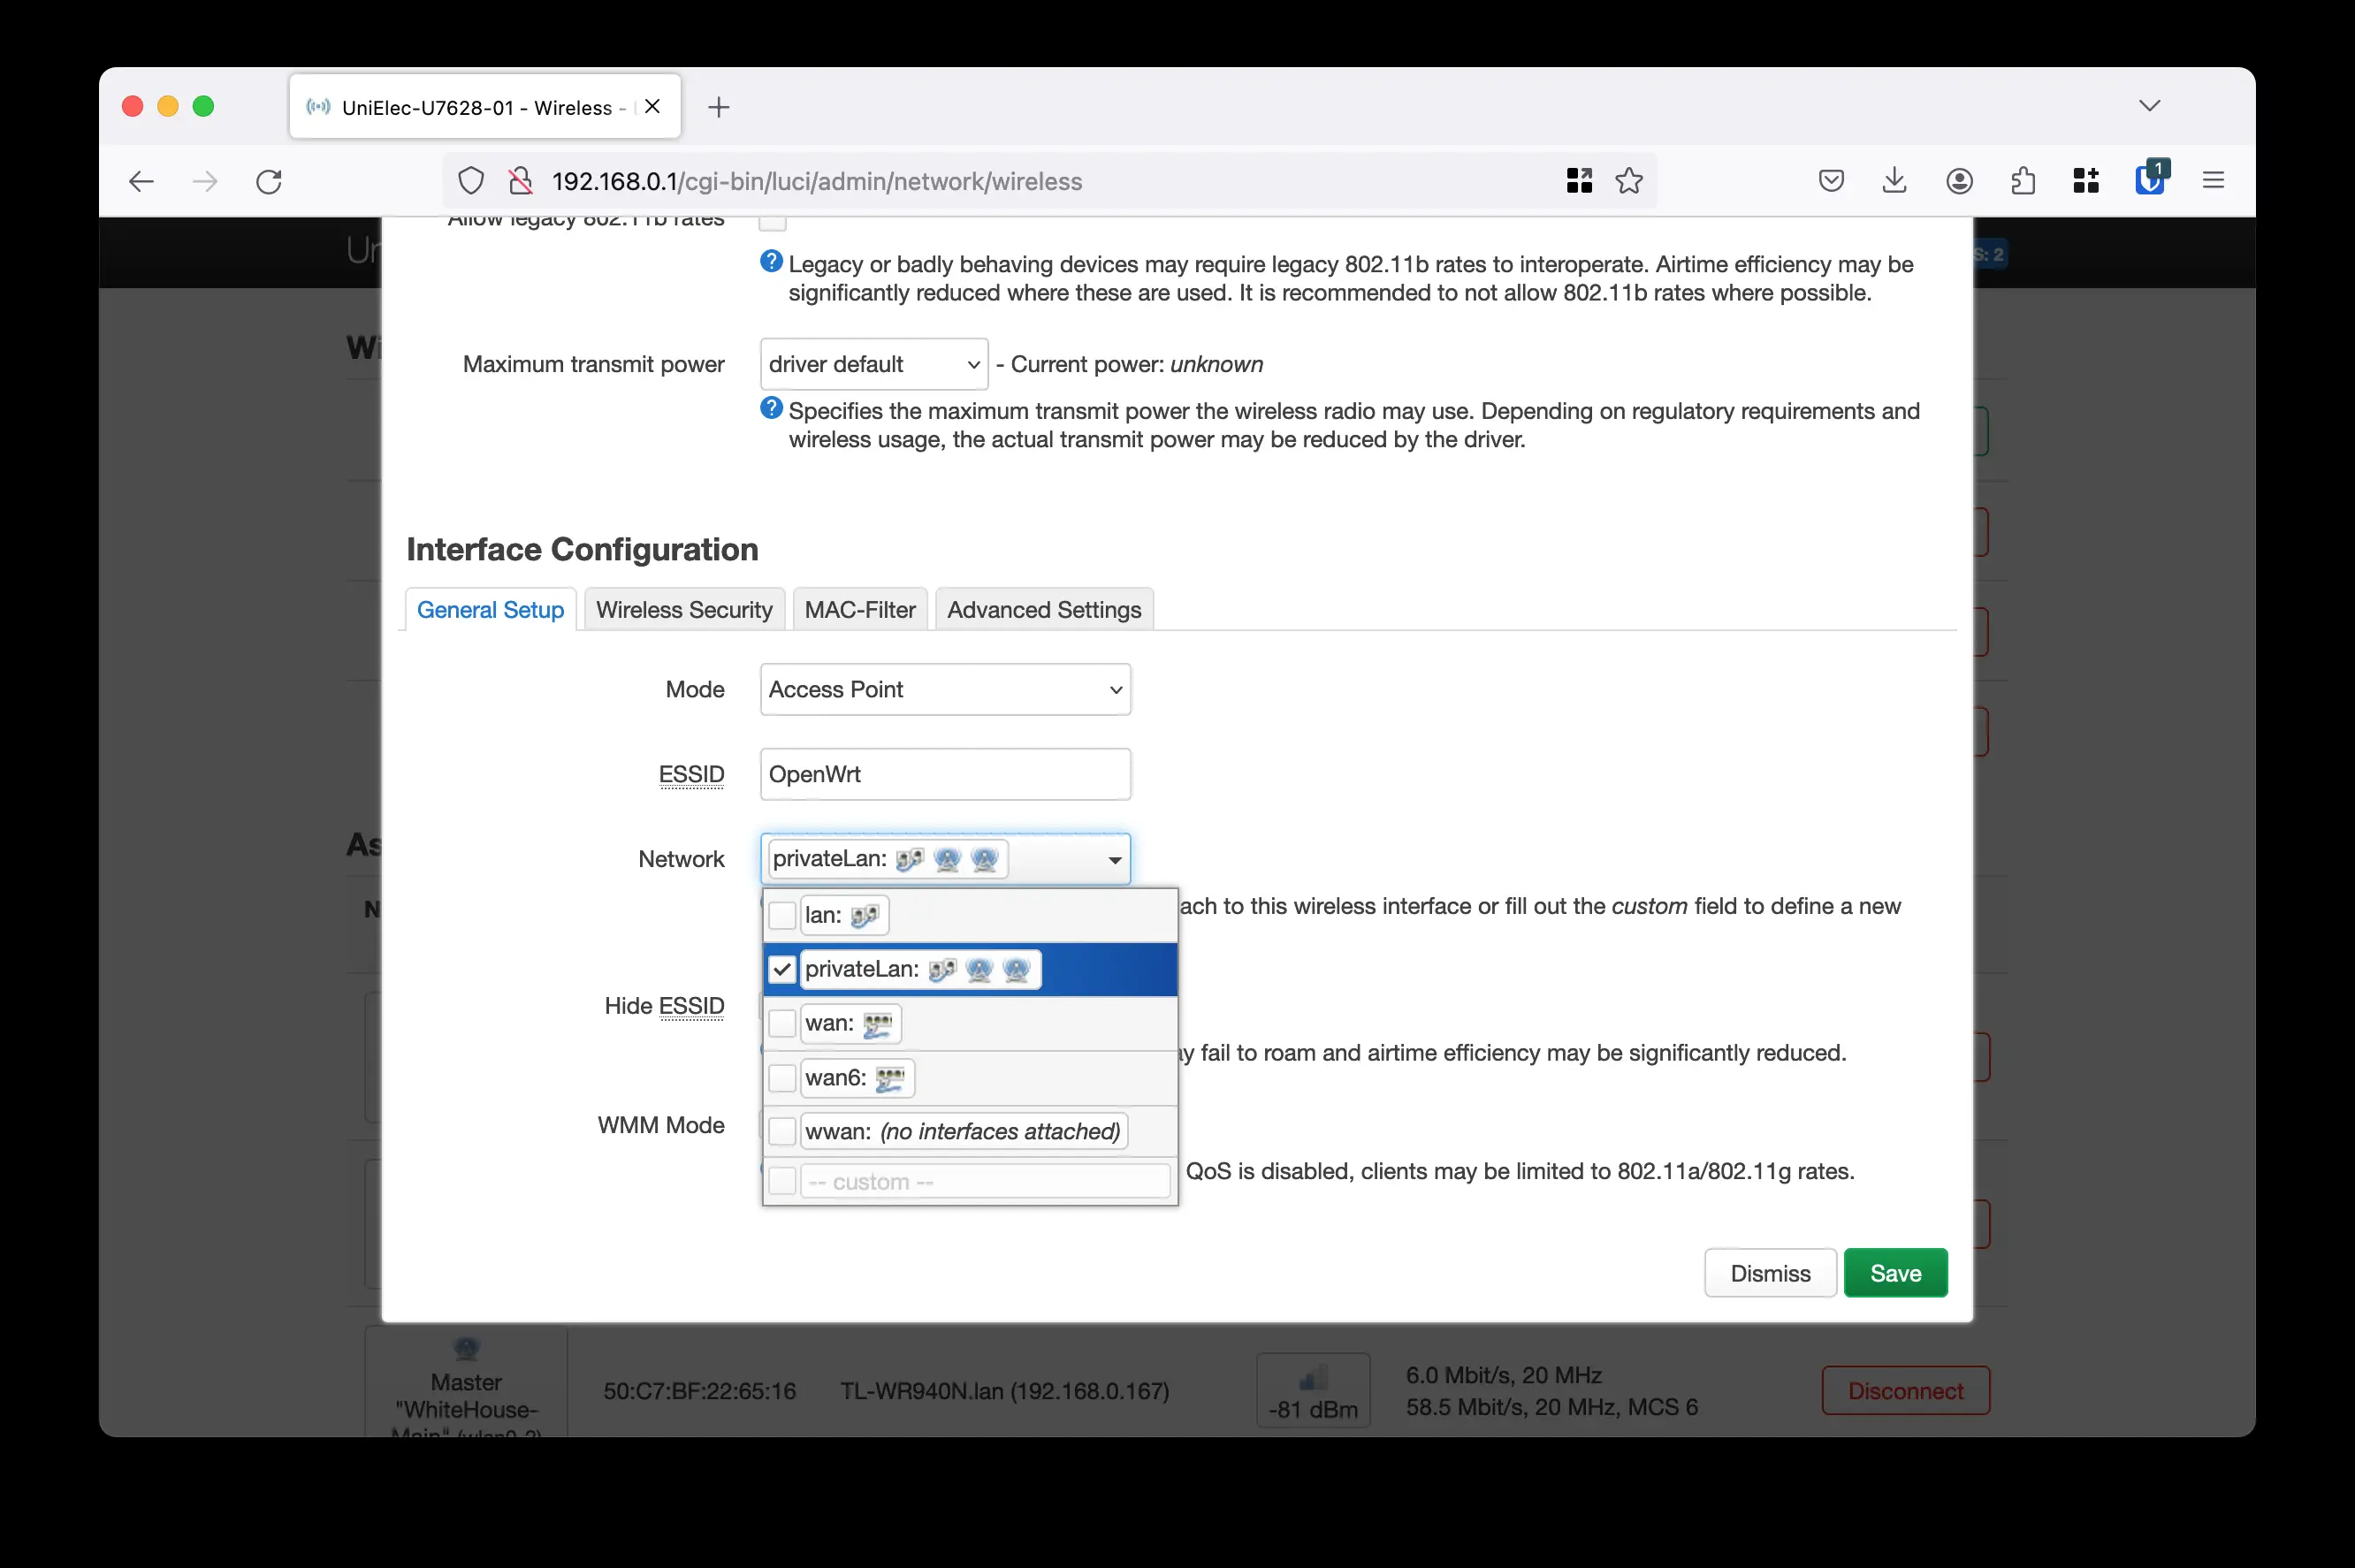 UniElec-U7628-01 - Wireless -
192.168.0.1/cgi-bin/luci/admin/network/wireless
1
Allow legacy 802.11b rates
Legacy or badly behaving devices may require legacy 802.11b rates to interoperate. Airtime efficiency may be
significantly reduced where these are used. It is recommended to not allow 802.11b rates where possible.
Maximum transmit power
driver default
- Current power: unknown
Specifies the maximum transmit power the wireless radio may use. Depending on regulatory requirements and
wireless usage, the actual transmit power may be reduced by the driver.
Interface Configuration
General Setup
Wireless Security
MAC-Filter
Advanced Settings
Mode
Access Point
ESSID
OpenWrt
Network
privateLan:
lan:
ach to this wireless interface or fill out the custom field to define a new
privateLan:
Hide ESSID
wan:
ay fail to roam and airtime efficiency may be significantly reduced.
wan6:
WMM Mode
wwan: (no interfaces attached)
QoS is disabled, clients may be limited to 802.11a/802.11g rates.
-- custom --
Dismiss
Save
Master
"WhiteHouse-
Main" (wlan0-2)
50:C7:BF:22:65:16
TL-WR940N.lan (192.168.0.167)
-81 dBm
6.0 Mbit/s, 20 MHz
58.5 Mbit/s, 20 MHz, MCS 6
Disconnect